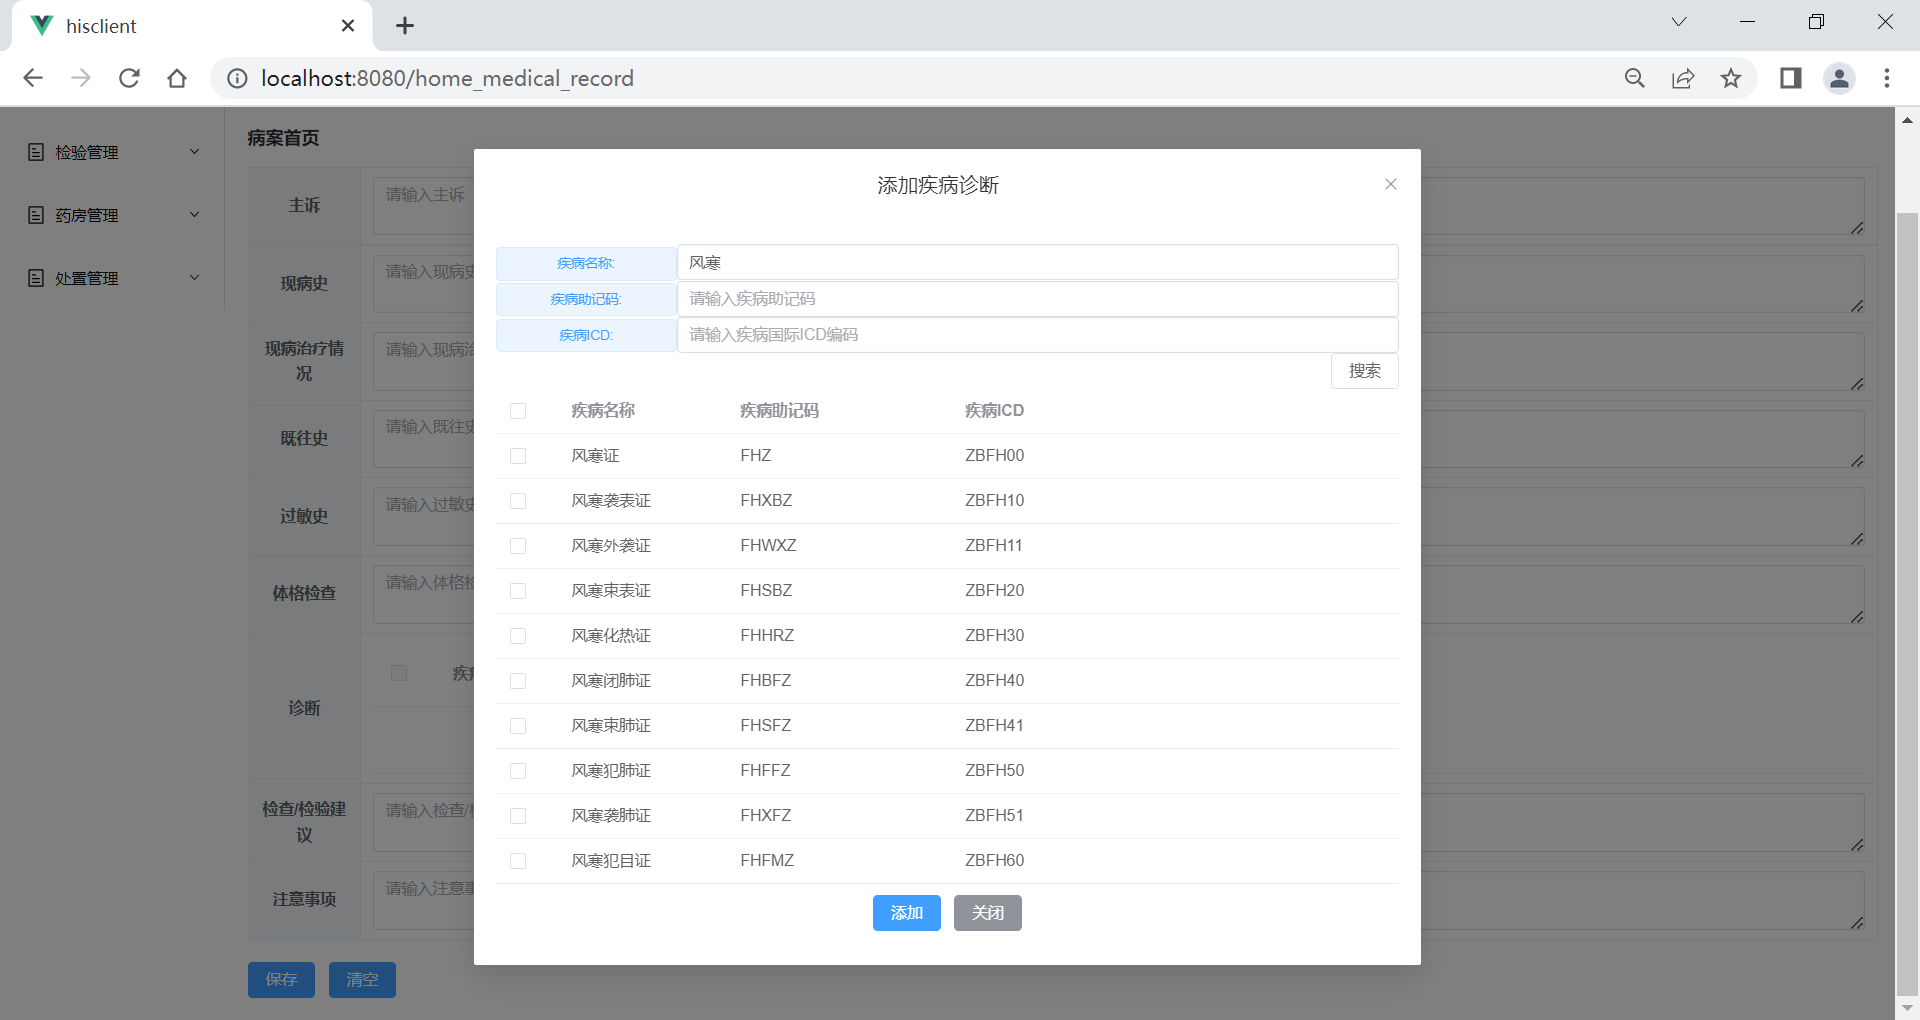 hisclient
localhost:8080/home_medical_record
检验管理
药房管理
处置管理
病案首页
主诉
请输入主诉
现病史
请输入现病史
现病治疗情
况
请输入现病治
既往史
请输入既往史
过敏史
请输入过敏史
体格检查
请输入体格检
诊断
疾病
检查/检验建
议
请输入检查/检
注意事项
请输入注意事
保存
清空
添加疾病诊断
疾病名称:
风寒
疾病助记码:
请输入疾病助记码
疾病ICD:
请输入疾病国际ICD编码
搜索
疾病名称 疾病助记码 疾病ICD
风寒证 FHZ ZBFH00
风寒袭表证 FHXBZ ZBFH10
风寒外袭证 FHWXZ ZBFH11
风寒束表证 FHSBZ ZBFH20
风寒化热证 FHHRZ ZBFH30
风寒闭肺证 FHBFZ ZBFH40
风寒束肺证 FHSFZ ZBFH41
风寒犯肺证 FHFFZ ZBFH50
风寒袭肺证 FHXFZ ZBFH51
风寒犯目证 FHFMZ ZBFH60
添加
关闭